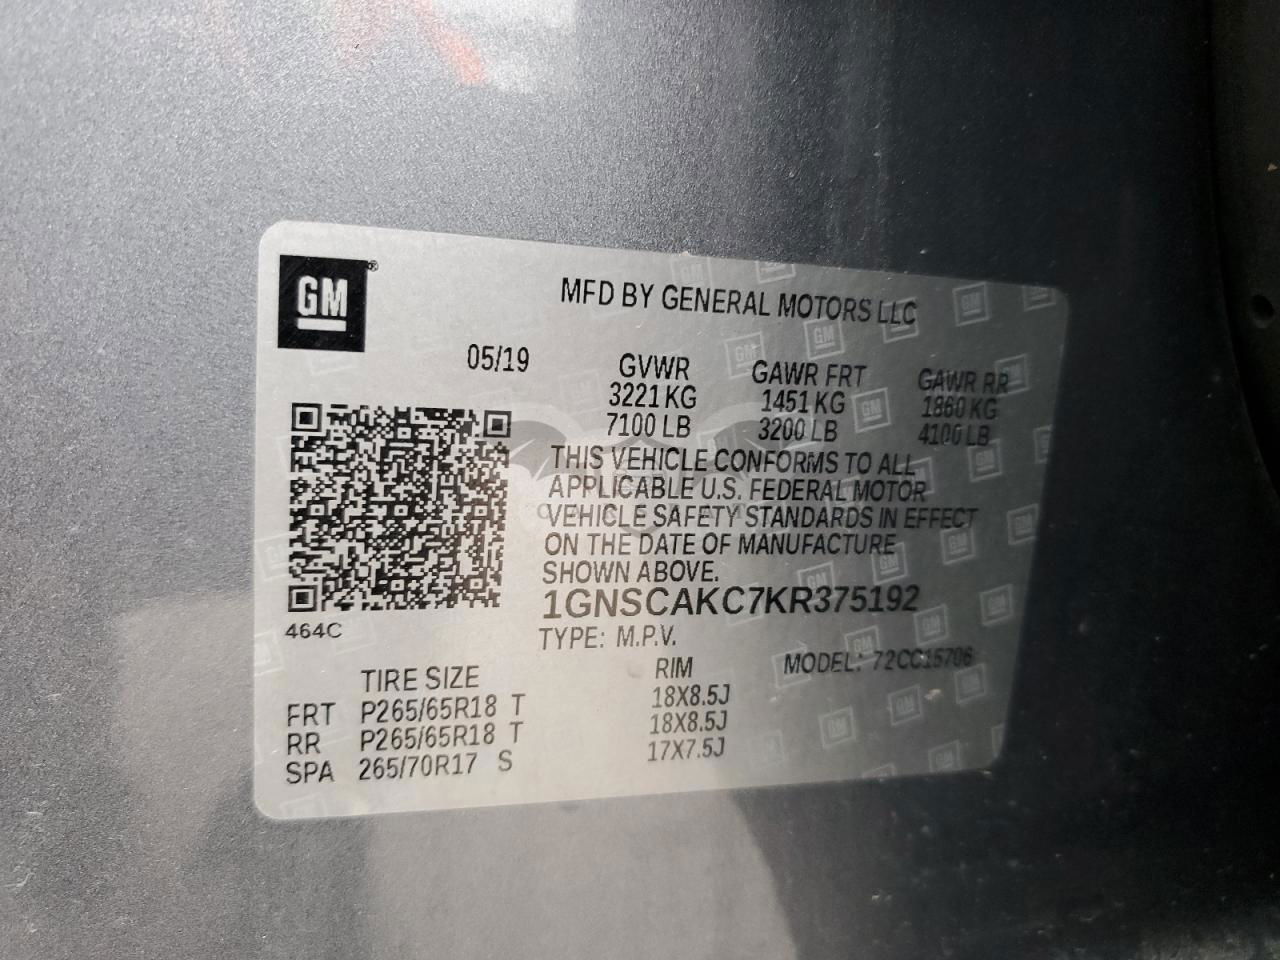 GM®
MFD BY GENERAL MOTORS LLC
05/19 GVWR GAWR FRT GAWR RR
3221 KG 1451 KG 1860 KG
7100 LB 3200 LB 4100 LB
THIS VEHICLE CONFORMS TO ALL
APPLICABLE U.S. FEDERAL MOTOR
VEHICLE SAFETY STANDARDS IN EFFECT
ON THE DATE OF MANUFACTURE
SHOWN ABOVE.
1GNSCAKC7KR375192
464C
TYPE: M.P.V.
MODEL: 72CC15706
TIRE SIZE RIM
FRT P265/65R18 T 18X8.5J
RR P265/65R18 T 18X8.5J
SPA 265/70R17 S 17X7.5J